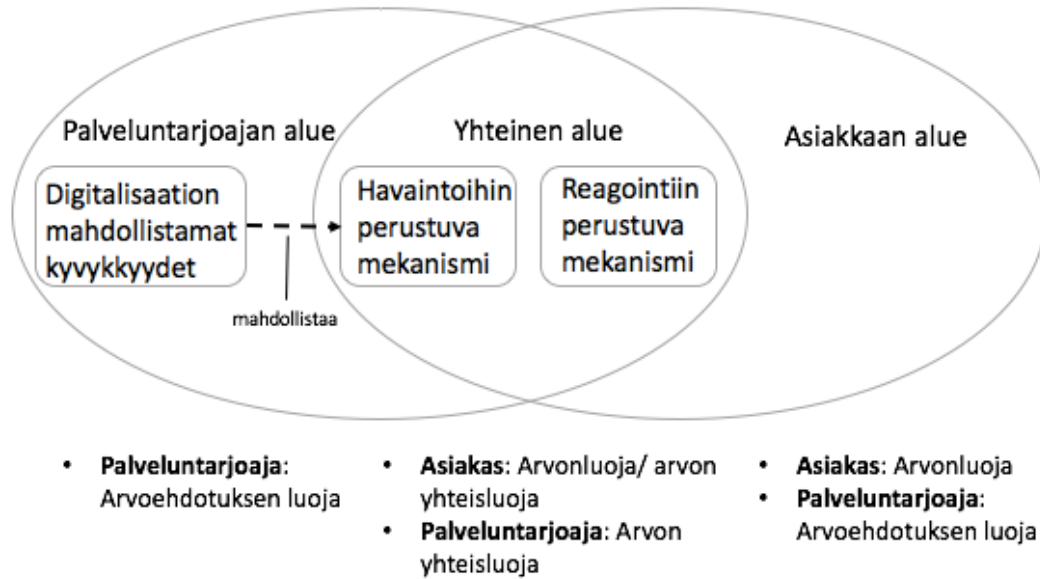 Palveluntarjoajan alue
Yhteinen alue
Asiakkaan alue
Digitalisaation
mahdollistamat
kyvykkyydet
mahdollistaa
Havaintoihin
perustuva
mekanismi
Reagointiin
perustuva
mekanismi
• Palveluntarjoaja:
Arvoehdotuksen luoja
• Asiakas: Arvonluoja/ arvon
yhteisluoja
• Palveluntarjoaja: Arvon
yhteisluoja
• Asiakas: Arvonluoja
• Palveluntarjoaja:
Arvoehdotuksen luoja